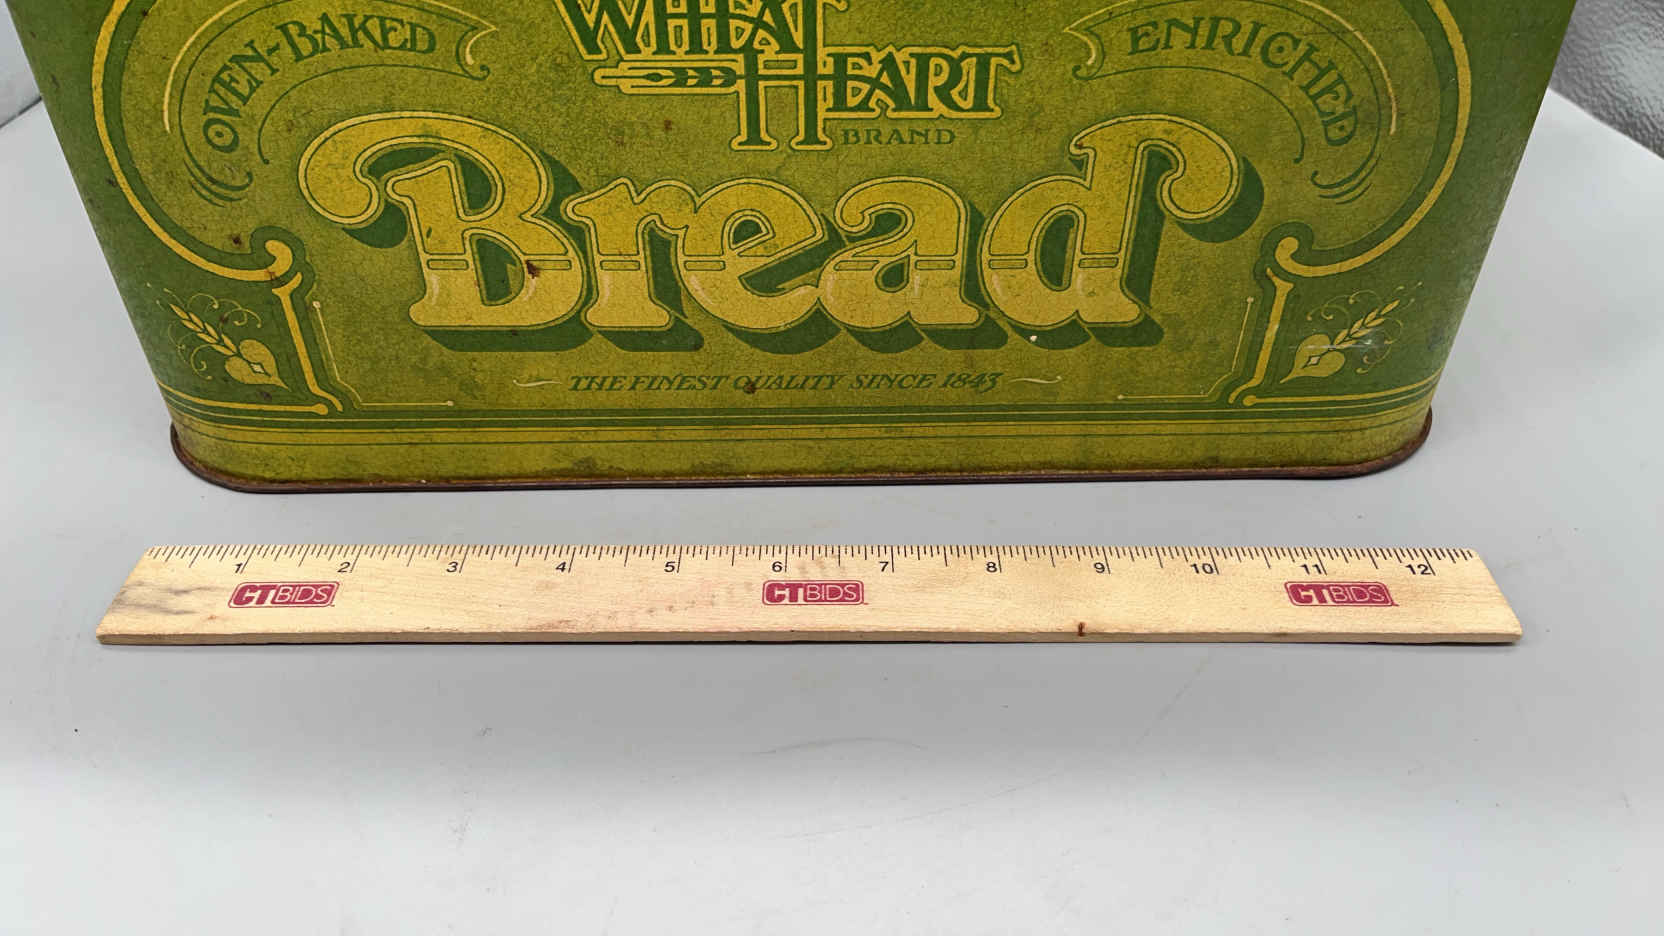 OVEN-BAKED
WHEAT
HEART
BRAND
ENRICHED
Bread
THE FINEST QUALITY SINCE 1843
1 2 3 4 5 6 7 8 9 10 11 12
CTBIDS CTBIDS CTBIDS